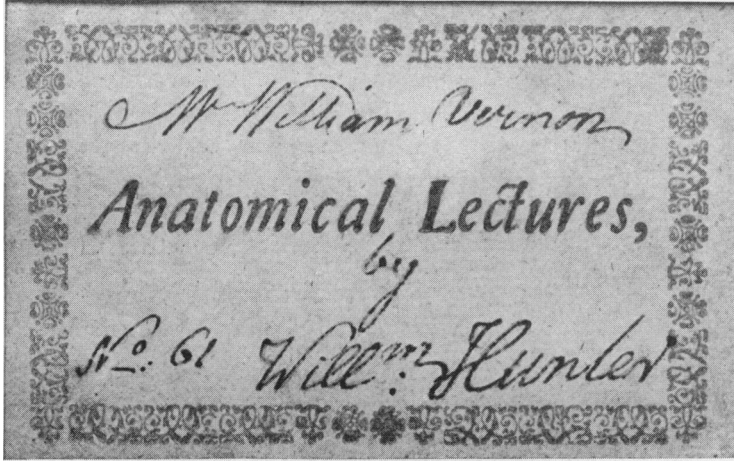 Mr William Vernon
Anatomical Lectures,
by
No. 61 Willm. Hunter